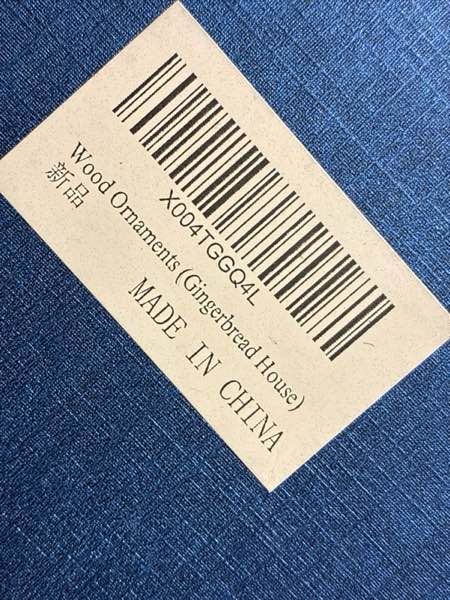 X004TGGQ4L
Wood Ornaments (Gingerbread House)
新品
MADE IN CHINA